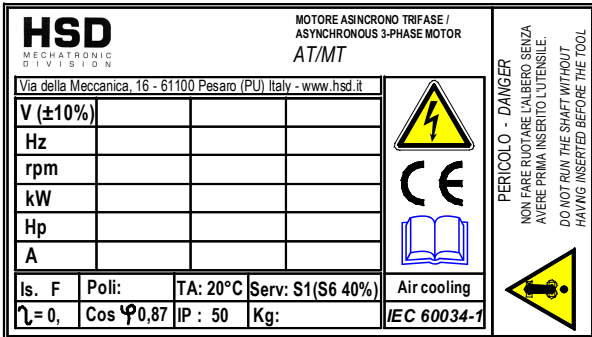 HSD
MECHATRONIC
DIVISION
MOTORE ASINCRONO TRIFASE /
ASYNCHRONOUS 3-PHASE MOTOR
AT/MT
Via della Meccanica, 16 - 61100 Pesaro (PU) Italy - www.hsd.it
V (±10%)
Hz
rpm
kW
Hp
A
CE
Is. F Poli: TA: 20°C Serv: S1(S6 40%) Air cooling
η= 0, Cos φ0,87 IP : 50 Kg: IEC 60034-1
PERICOLO - DANGER
NON FARE RUOTARE L'ALBERO SENZA
AVERE PRIMA INSERITO L'UTENSILE.
DO NOT RUN THE SHAFT WITHOUT
HAVING INSERTED BEFORE THE TOOL